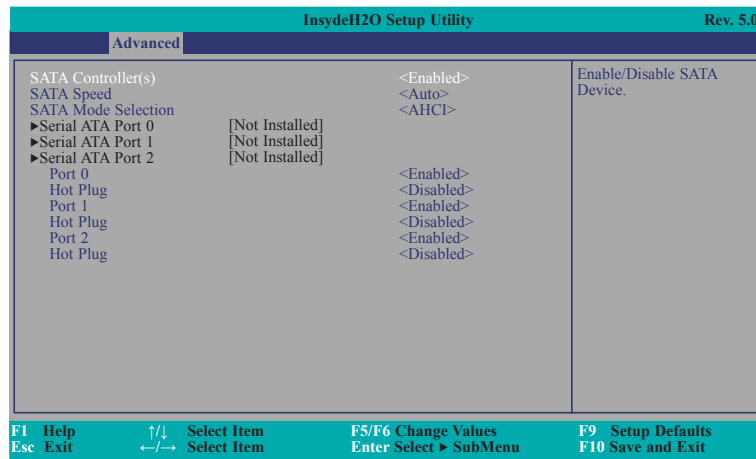 InsydeH2O Setup Utility Rev. 5.0
Advanced
SATA Controller(s) <Enabled> Enable/Disable SATA
SATA Speed <Auto> Device.
SATA Mode Selection <AHCI>
►Serial ATA Port 0 [Not Installed]
►Serial ATA Port 1 [Not Installed]
►Serial ATA Port 2 [Not Installed]
Port 0 <Enabled>
Hot Plug <Disabled>
Port 1 <Enabled>
Hot Plug <Disabled>
Port 2 <Enabled>
Hot Plug <Disabled>
F1 Help ↑/↓ Select Item F5/F6 Change Values F9 Setup Defaults
Esc Exit ←/→ Select Item Enter Select ► SubMenu F10 Save and Exit